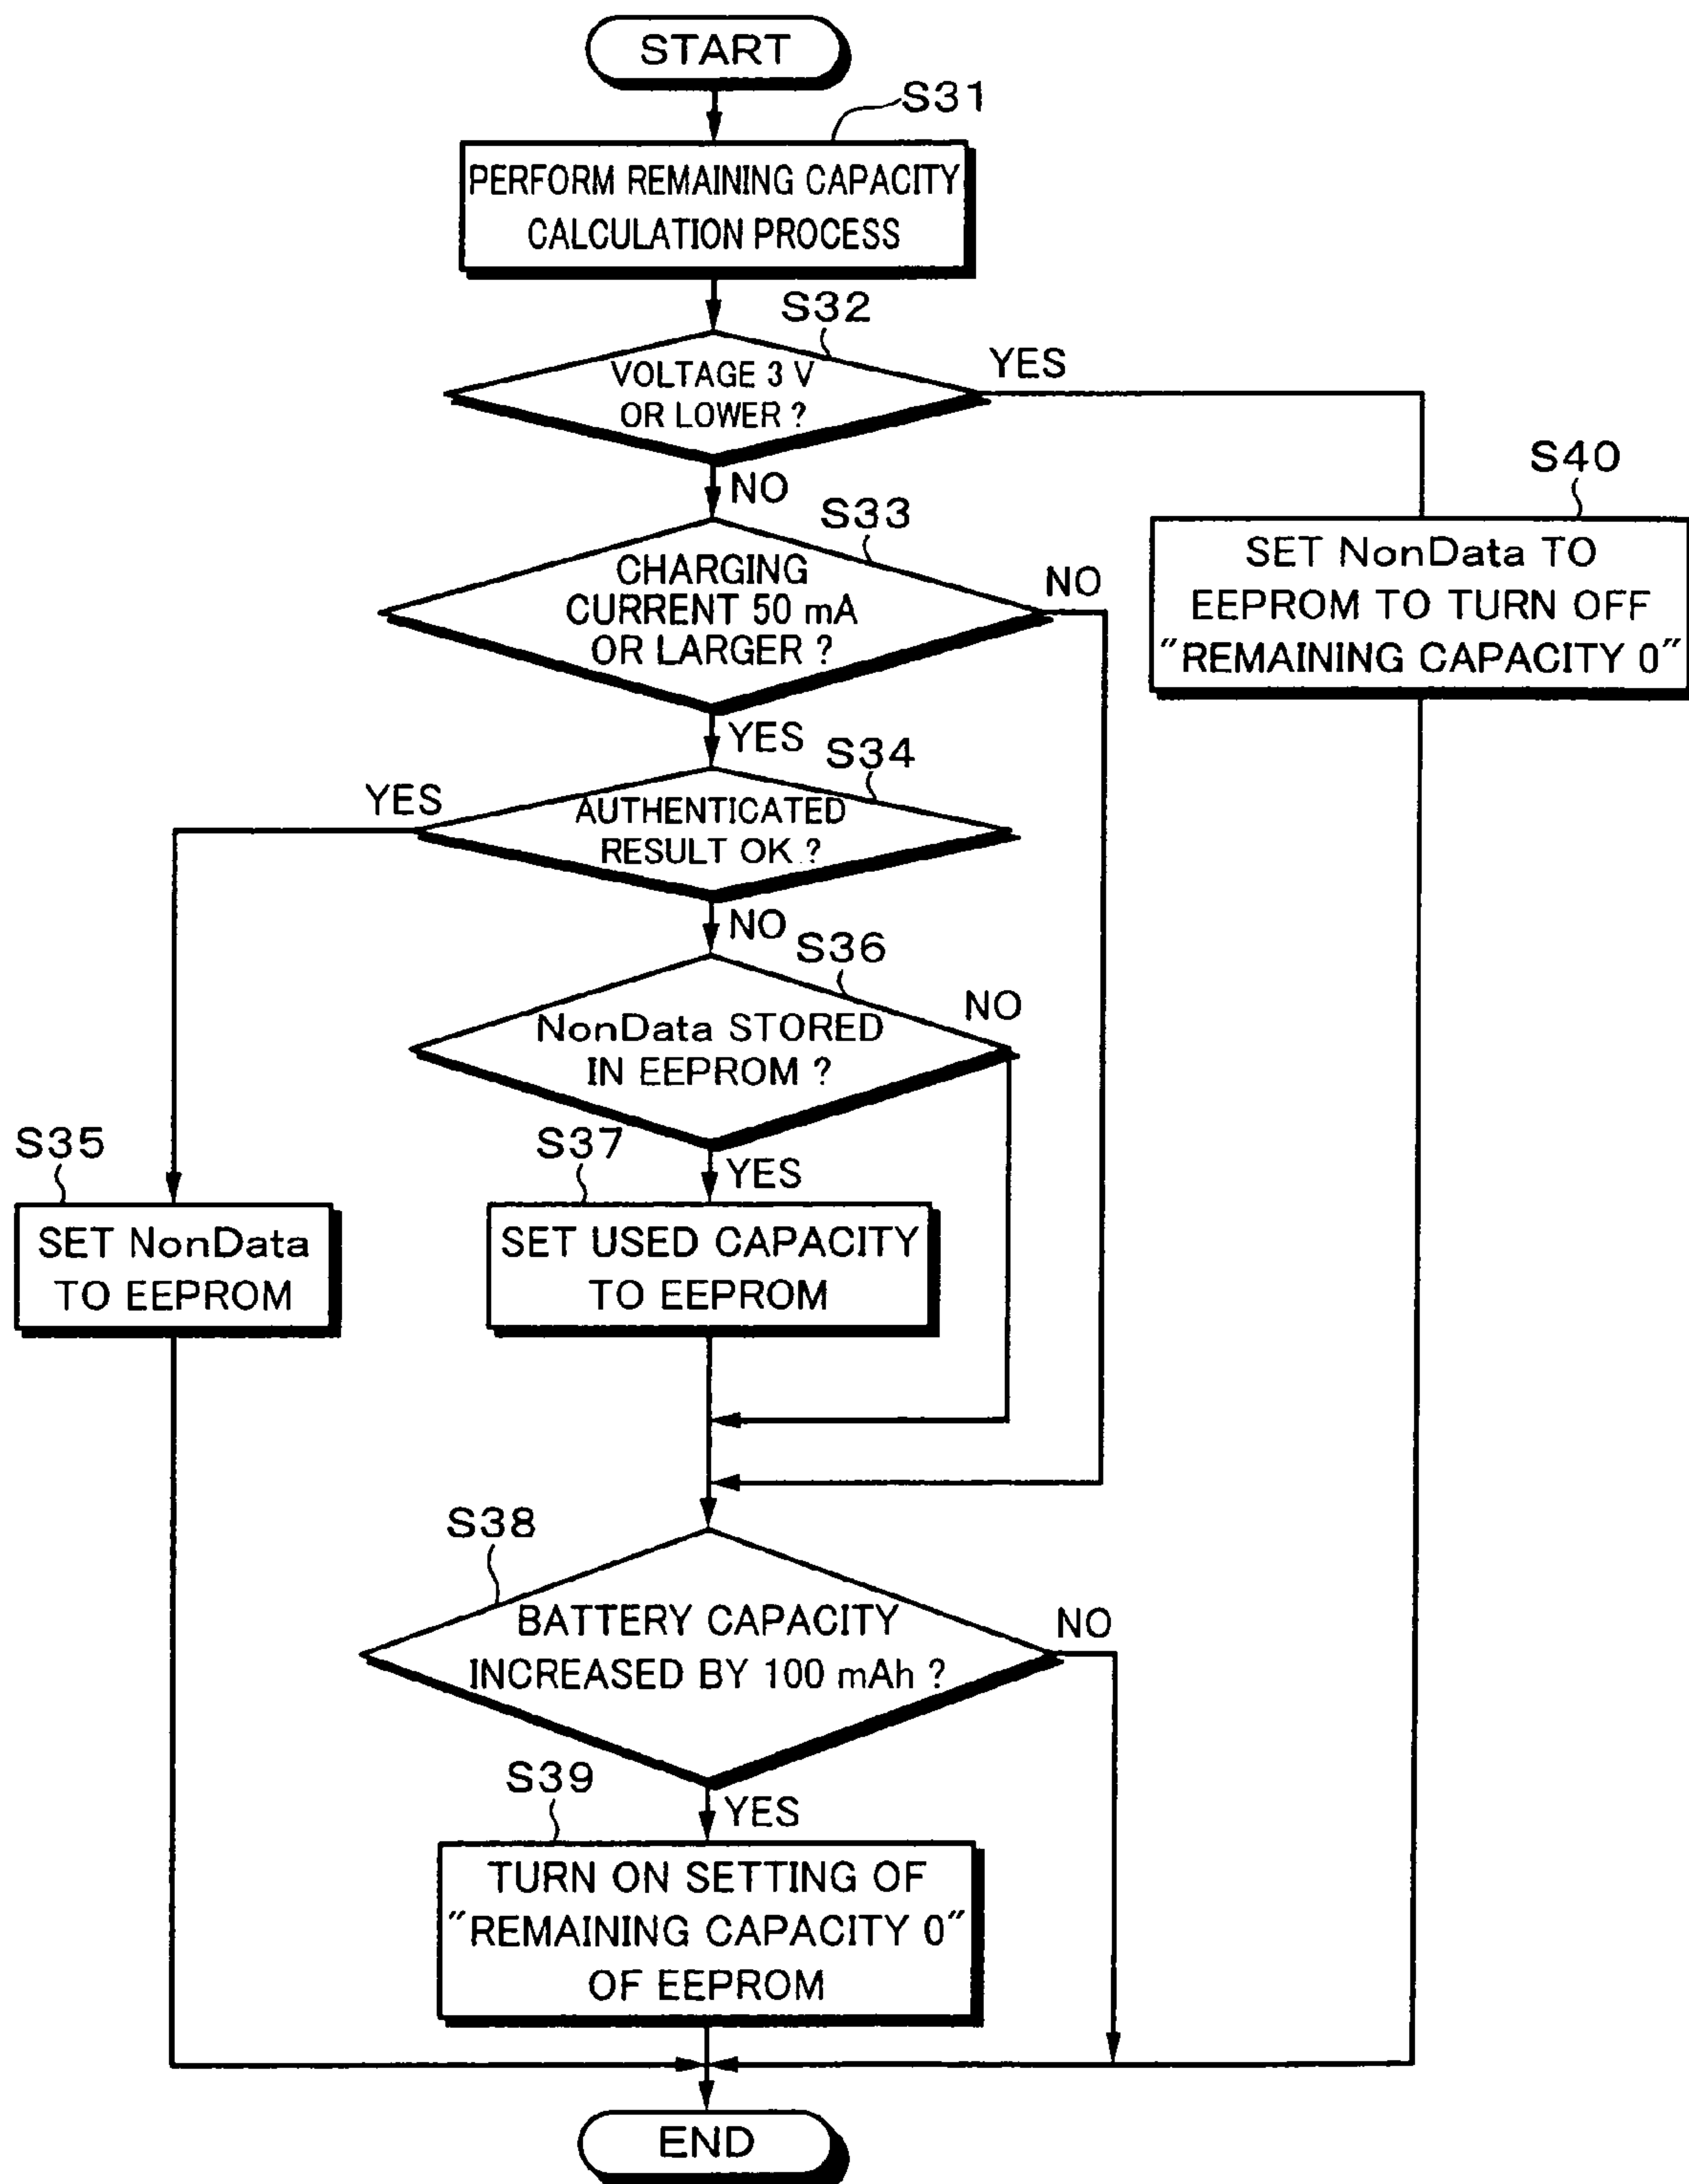 START
S31
PERFORM REMAINING CAPACITY
CALCULATION PROCESS
S32
VOLTAGE 3 V
OR LOWER ?
YES
NO
S40
SET NonData TO
EEPROM TO TURN OFF
"REMAINING CAPACITY 0"
S33
CHARGING
CURRENT 50 mA
OR LARGER ?
NO
YES
S34
AUTHENTICATED
RESULT OK ?
YES
NO
S36
NonData STORED
IN EEPROM ?
NO
YES
S35
SET NonData
TO EEPROM
S37
SET USED CAPACITY
TO EEPROM
S38
BATTERY CAPACITY
INCREASED BY 100 mAh ?
NO
YES
S39
TURN ON SETTING OF
"REMAINING CAPACITY 0"
OF EEPROM
END